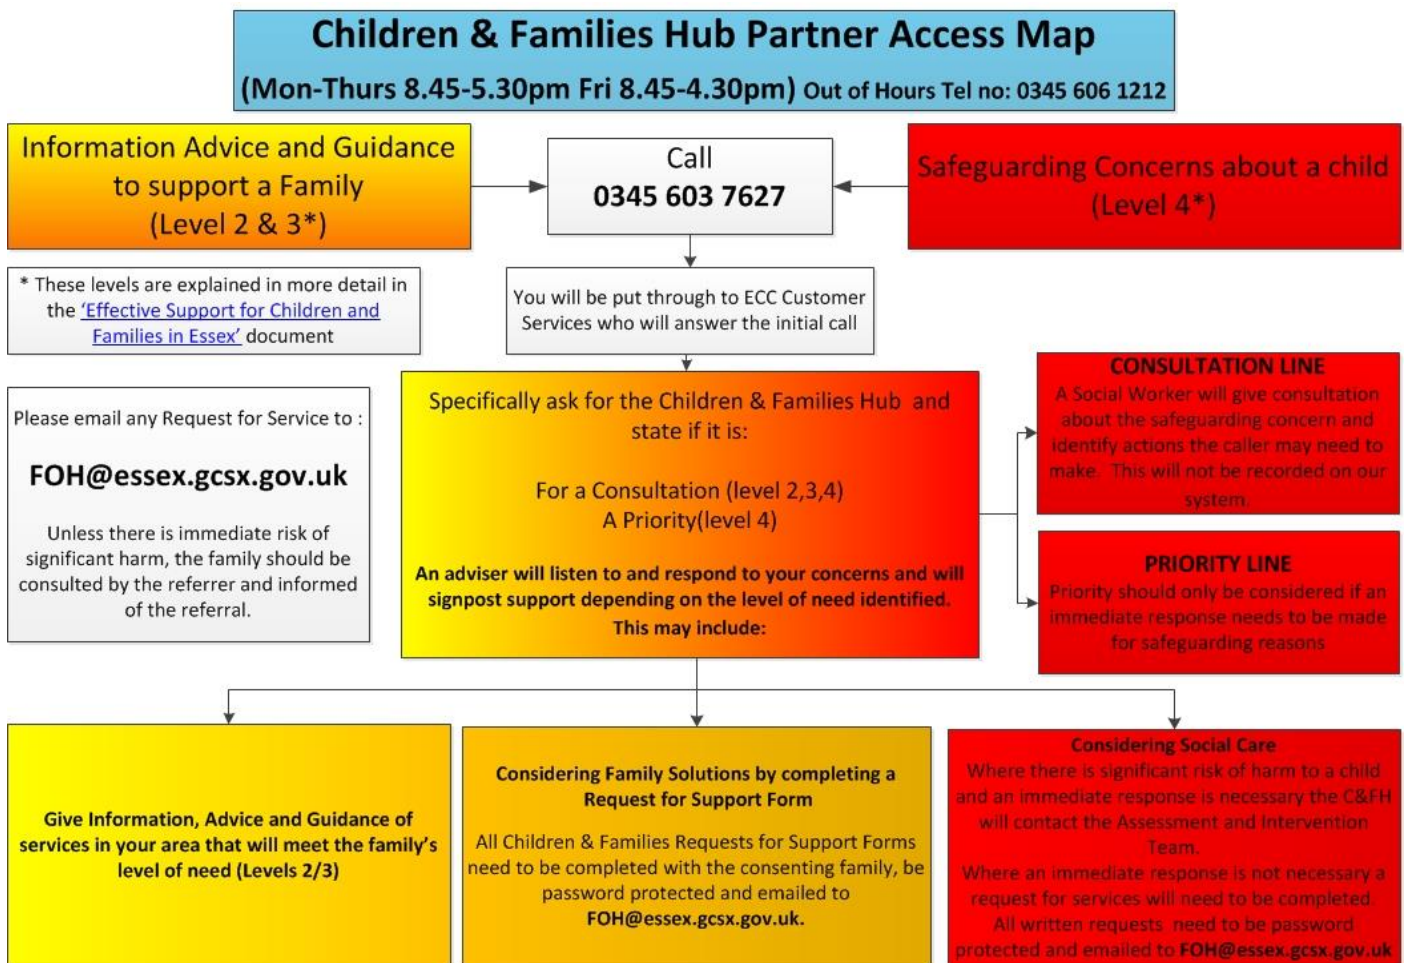 Children & Families Hub Partner Access Map
(Mon-Thurs 8.45-5.30pm Fri 8.45-4.30pm) Out of Hours Tel no: 0345 606 1212
Information Advice and Guidance
to support a Family
(Level 2 & 3*)
Call
0345 603 7627
Safeguarding Concerns about a child
(Level 4*)
* These levels are explained in more detail in
the 'Effective Support for Children and
Families in Essex' document
You will be put through to ECC Customer
Services who will answer the initial call
Please email any Request for Service to :
FOH@essex.gcsx.gov.uk
Unless there is immediate risk of
significant harm, the family should be
consulted by the referrer and informed
of the referral.
Specifically ask for the Children & Families Hub and
state if it is:
For a Consultation (level 2,3,4)
A Priority(level 4)
An adviser will listen to and respond to your concerns and will
signpost support depending on the level of need identified.
This may include:
CONSULTATION LINE
A Social Worker will give consultation
about the safeguarding concern and
identify actions the caller may need to
make. This will not be recorded on our
system.
PRIORITY LINE
Priority should only be considered if an
immediate response needs to be made
for safeguarding reasons
Give Information, Advice and Guidance of
services in your area that will meet the family's
level of need (Levels 2/3)
Considering Family Solutions by completing a
Request for Support Form
All Children & Families Requests for Support Forms
need to be completed with the consenting family, be
password protected and emailed to
FOH@essex.gcsx.gov.uk.
Considering Social Care
Where there is significant risk of harm to a child
and an immediate response is necessary the C&FH
will contact the Assessment and Intervention
Team.
Where an immediate response is not necessary a
request for services will need to be completed.
All written requests need to be password
protected and emailed to FOH@essex.gcsx.gov.uk